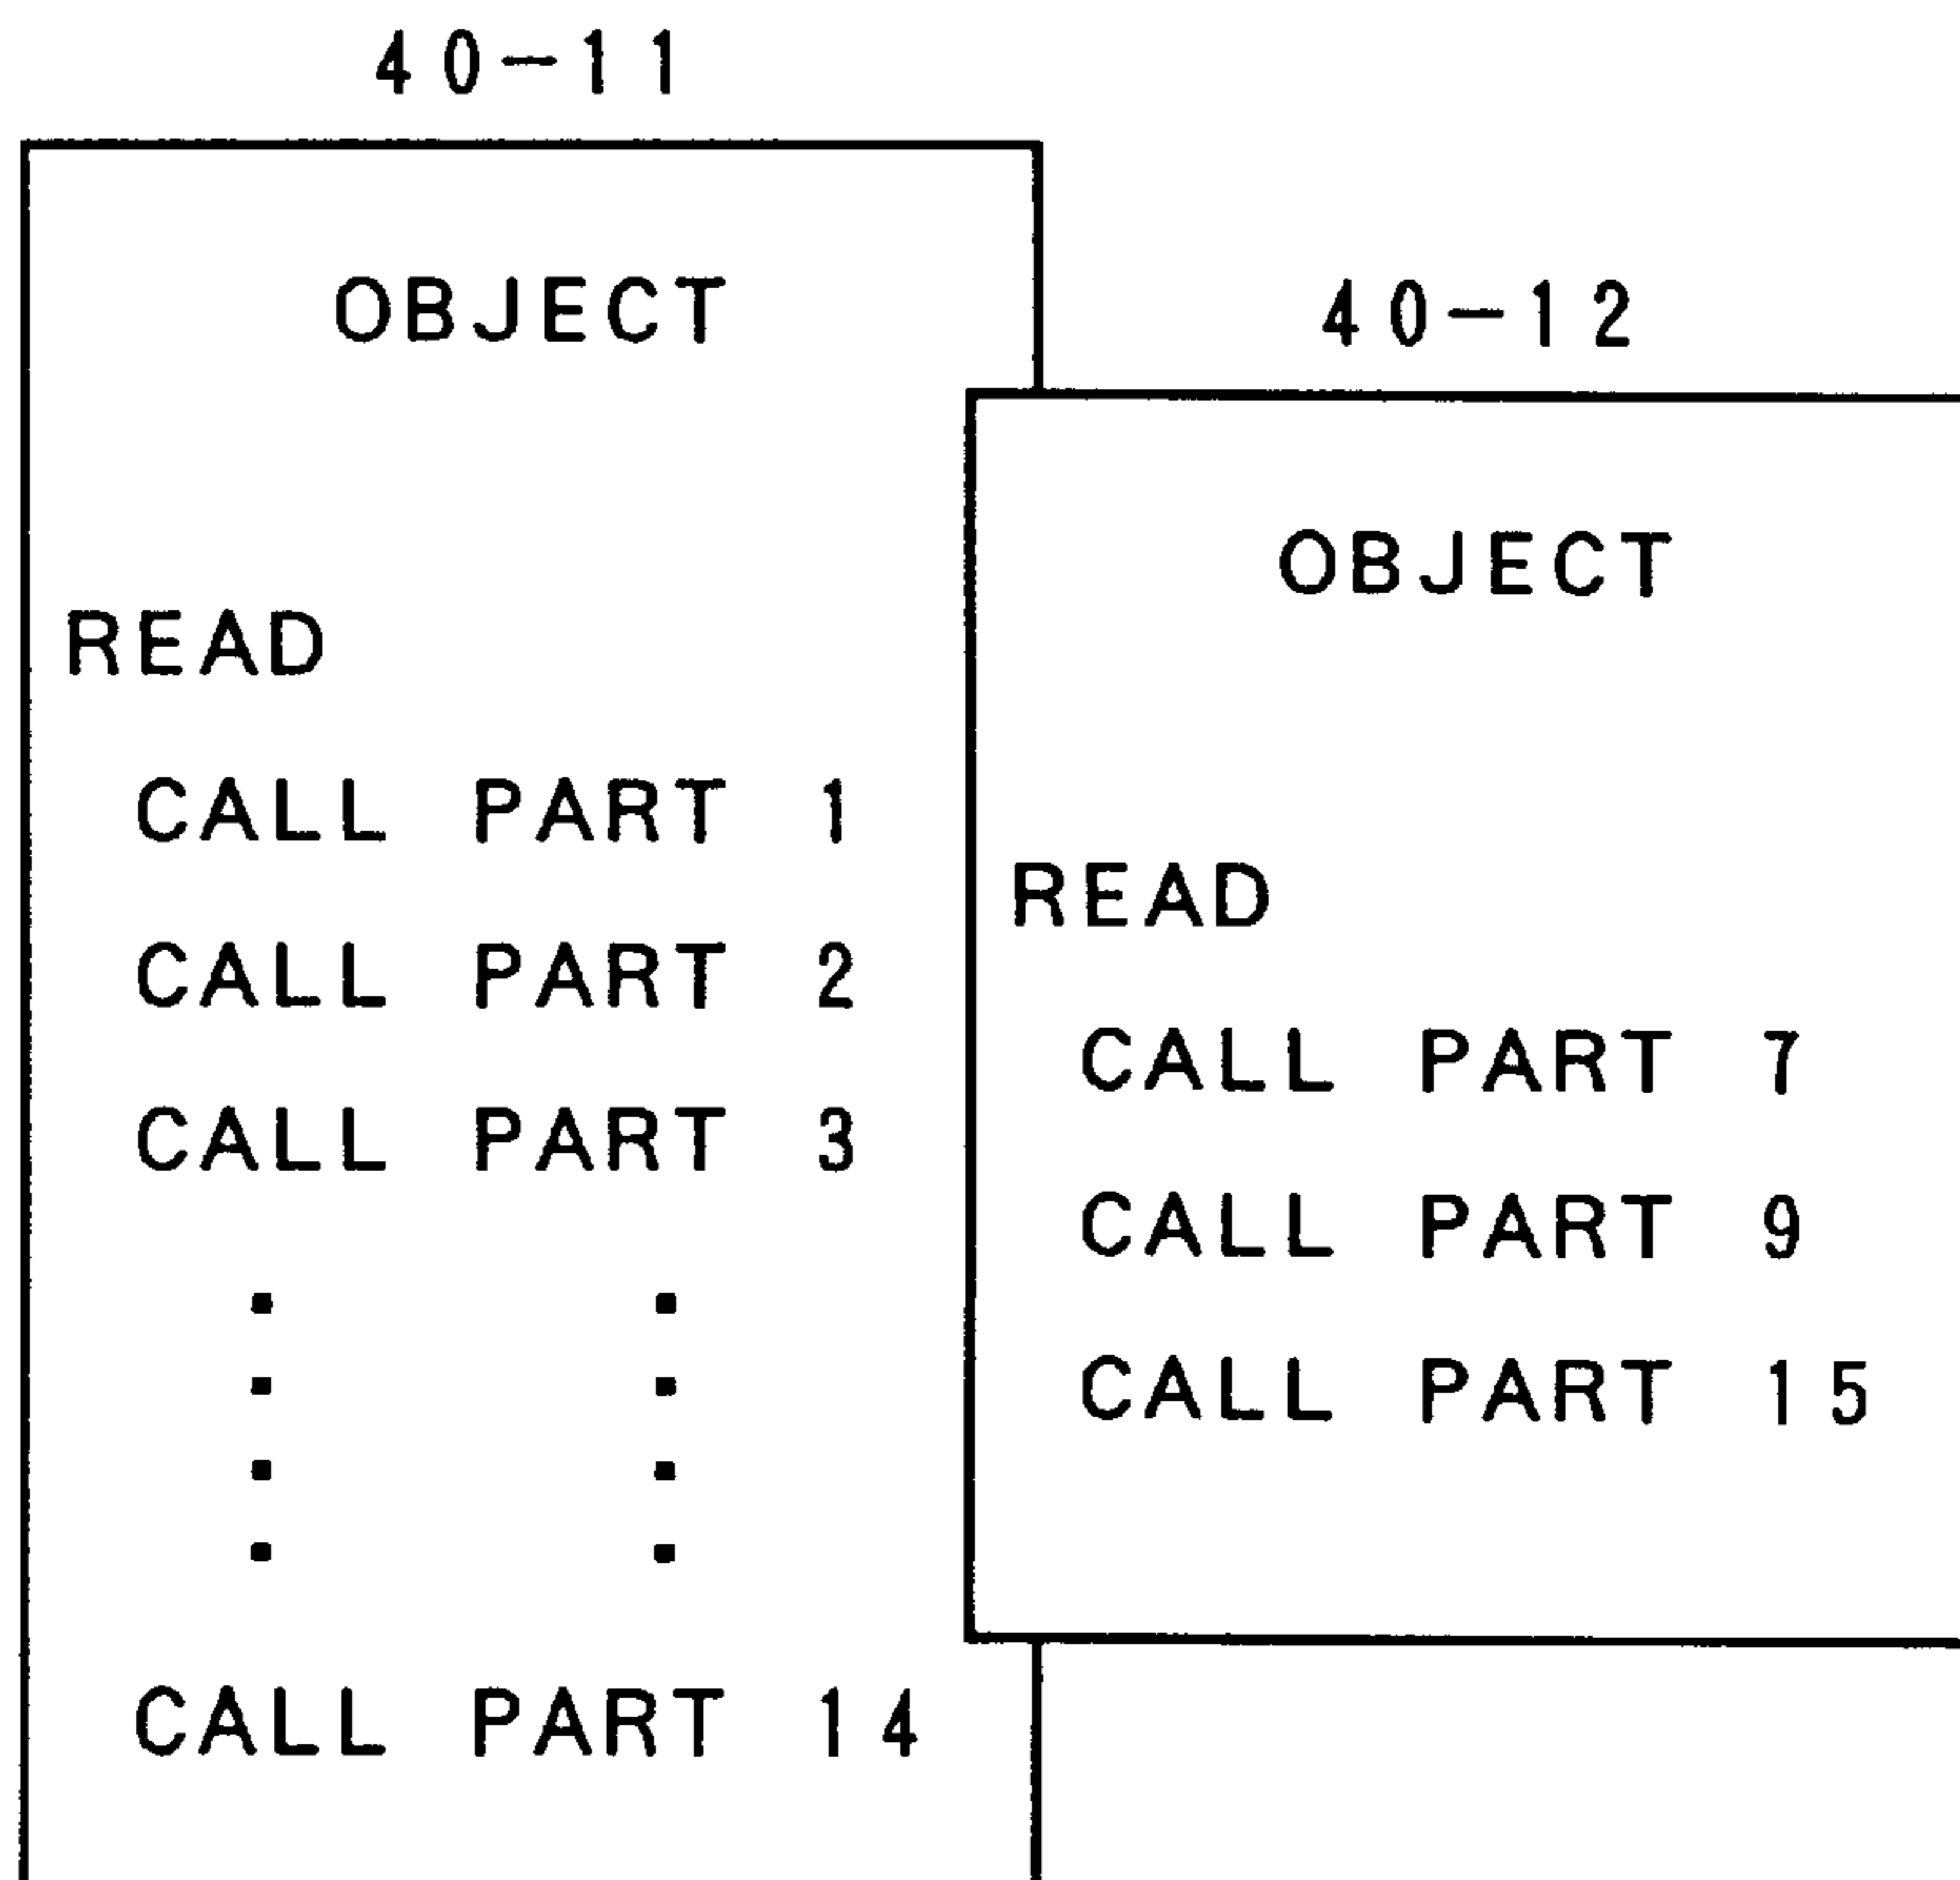 40-11
OBJECT
READ
CALL PART 1
CALL PART 2
CALL PART 3
. .
. .
. .
. .
CALL PART 14
40-12
OBJECT
READ
CALL PART 7
CALL PART 9
CALL PART 15